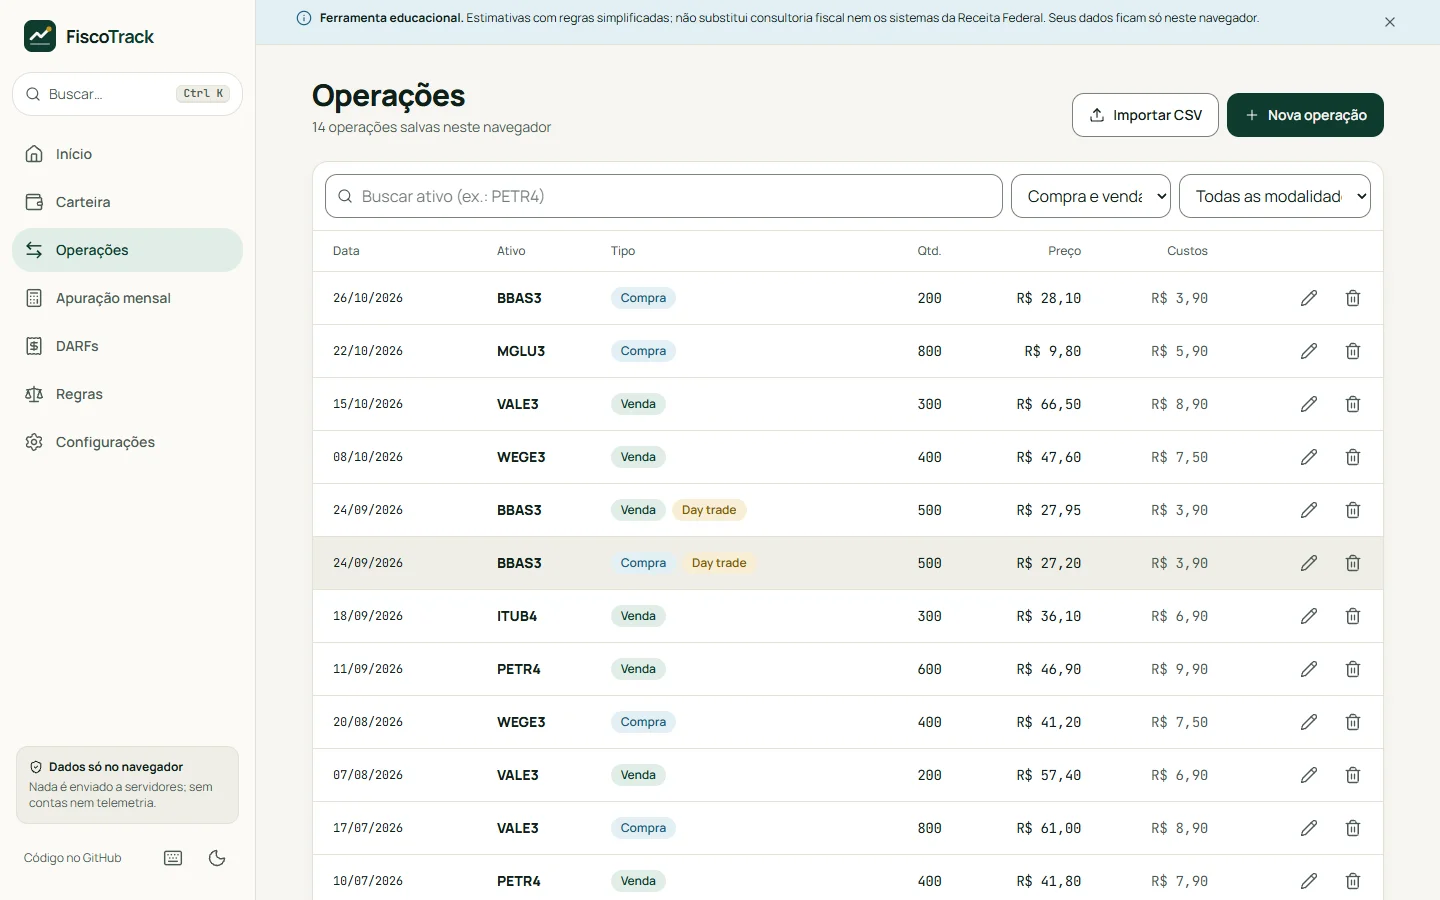 FiscoTrack
Buscar...
Ctrl K
Início
Carteira
Operações
Apuração mensal
DARFs
Regras
Configurações
Dados só no navegador
Nada é enviado a servidores; sem
contas nem telemetria.
Código no GitHub
Ferramenta educacional. Estimativas com regras simplificadas; não substitui consultoria fiscal nem os sistemas da Receita Federal. Seus dados ficam só neste navegador.
Operações
14 operações salvas neste navegador
Importar CSV
Nova operação
Buscar ativo (ex.: PETR4)
Compra e venda
Todas as modalidad
Data Ativo Tipo Qtd. Preço Custos
26/10/2026 BBAS3 Compra 200 R$ 28,10 R$ 3,90
22/10/2026 MGLU3 Compra 800 R$ 9,80 R$ 5,90
15/10/2026 VALE3 Venda 300 R$ 66,50 R$ 8,90
08/10/2026 WEGE3 Venda 400 R$ 47,60 R$ 7,50
24/09/2026 BBAS3 Venda Day trade 500 R$ 27,95 R$ 3,90
24/09/2026 BBAS3 Compra Day trade 500 R$ 27,20 R$ 3,90
18/09/2026 ITUB4 Venda 300 R$ 36,10 R$ 6,90
11/09/2026 PETR4 Venda 600 R$ 46,90 R$ 9,90
20/08/2026 WEGE3 Compra 400 R$ 41,20 R$ 7,50
07/08/2026 VALE3 Venda 200 R$ 57,40 R$ 6,90
17/07/2026 VALE3 Compra 800 R$ 61,00 R$ 8,90
10/07/2026 PETR4 Venda 400 R$ 41,80 R$ 7,90